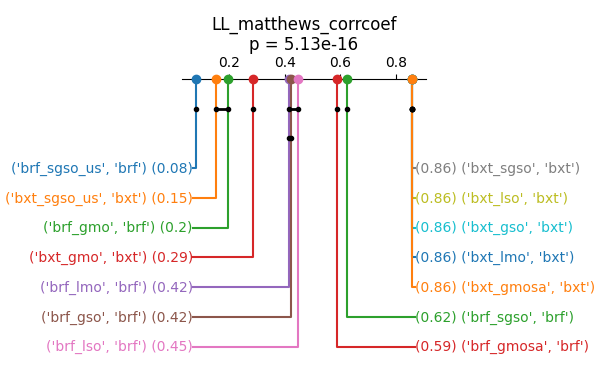 LL_matthews_corrcoef
p = 5.13e-16
0.2 0.4 0.6 0.8
('brf_sgso_us', 'brf') (0.08)
(0.86) ('bxt_sgso', 'bxt')
('bxt_sgso_us', 'bxt') (0.15)
(0.86) ('bxt_lso', 'bxt')
('brf_gmo', 'brf') (0.2)
(0.86) ('bxt_gso', 'bxt')
('bxt_gmo', 'bxt') (0.29)
(0.86) ('bxt_lmo', 'bxt')
('brf_lmo', 'brf') (0.42)
(0.86) ('bxt_gmosa', 'bxt')
('brf_gso', 'brf') (0.42)
(0.62) ('brf_sgso', 'brf')
('brf_lso', 'brf') (0.45)
(0.59) ('brf_gmosa', 'brf')